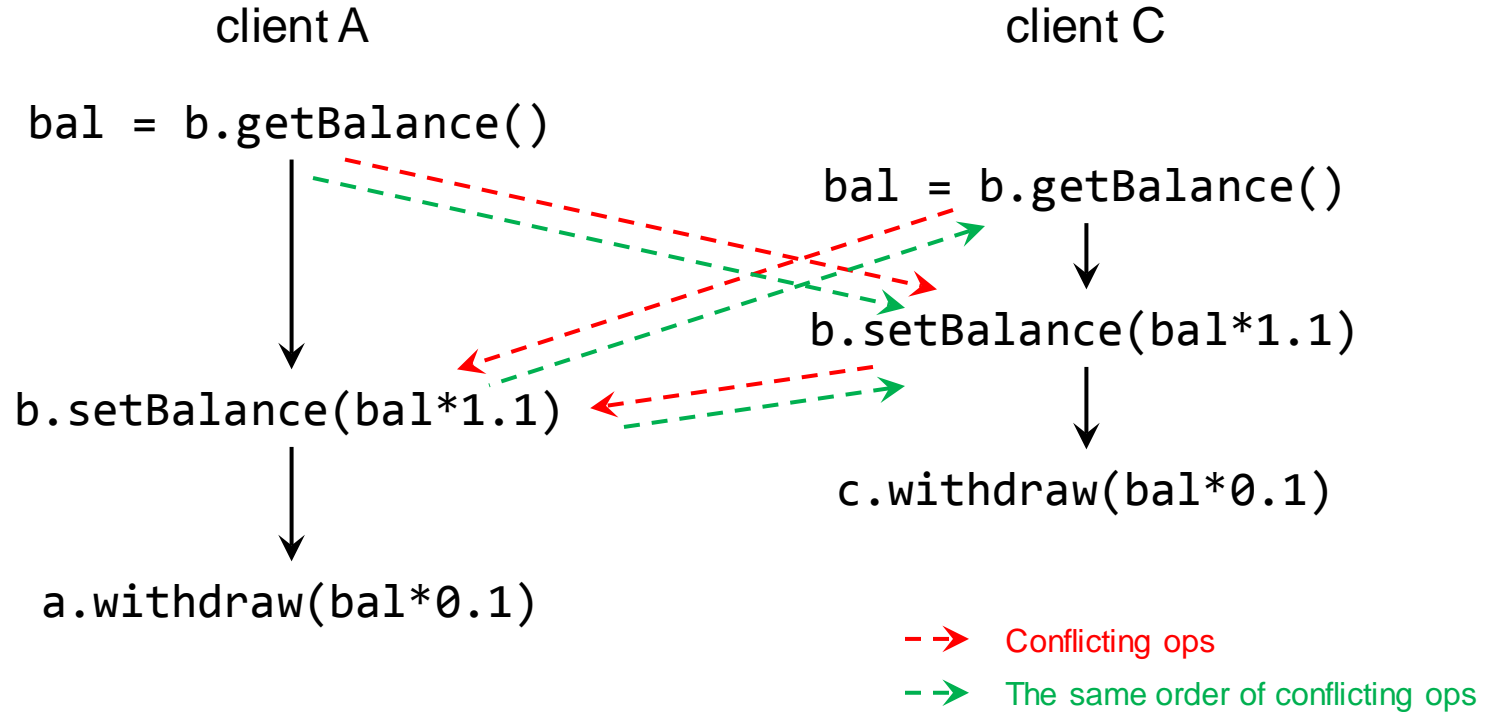 client A
client C
bal = b.getBalance()
bal = b.getBalance()
b.setBalance(bal*1.1)
b.setBalance(bal*1.1)
c.withdraw(bal*0.1)
a.withdraw(bal*0.1)
Conflicting ops
The same order of conflicting ops